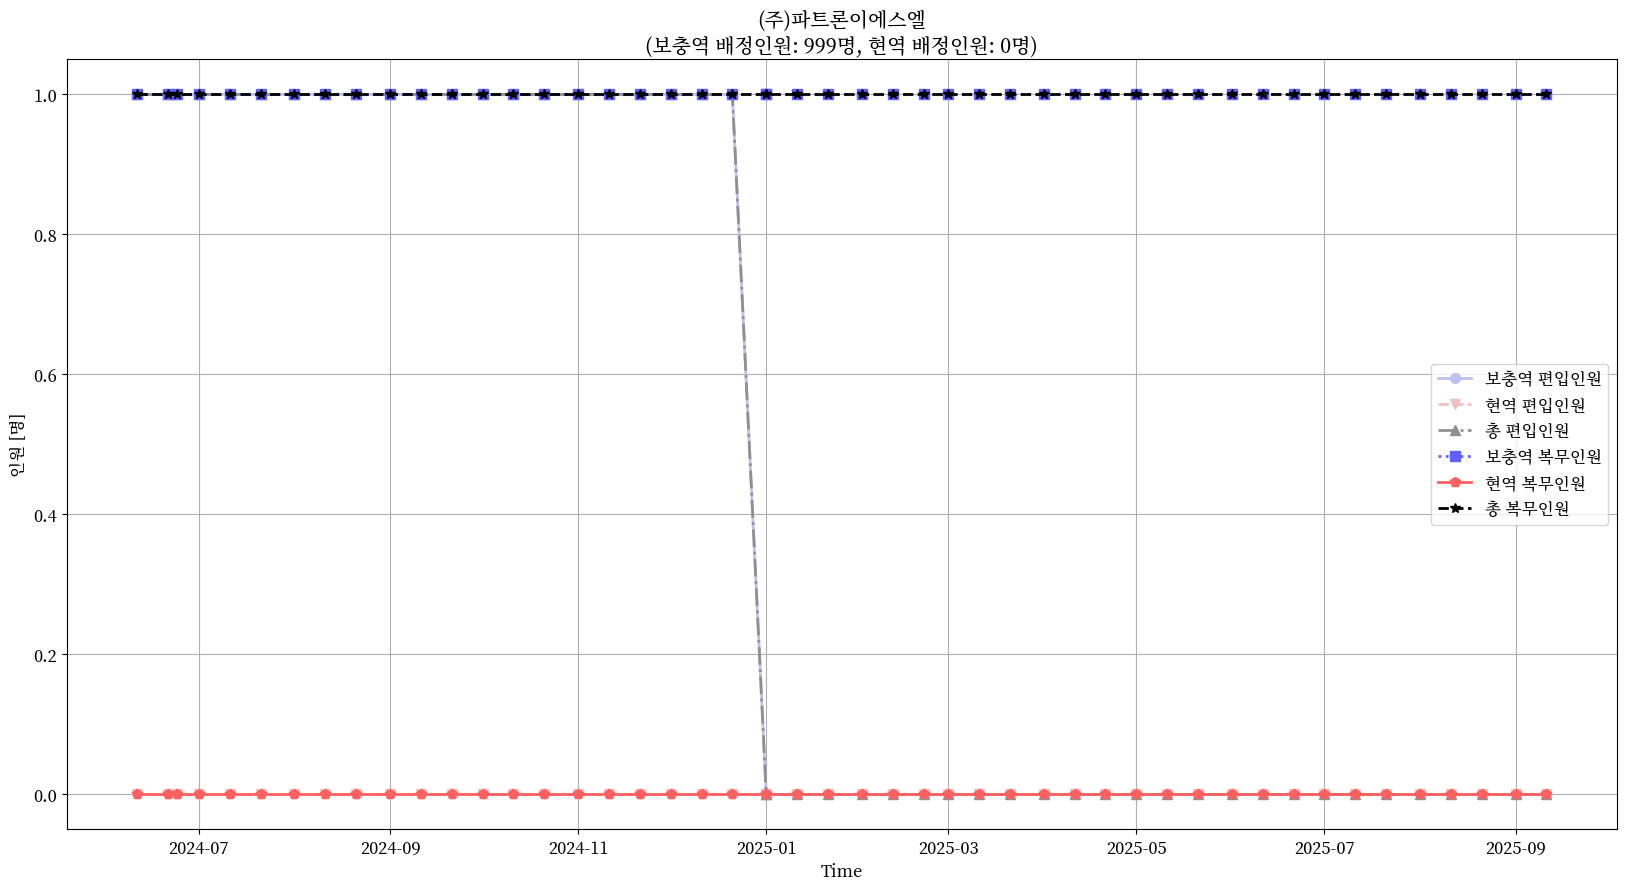 (주)파트론이에스엘
(보충역 배정인원: 999명, 현역 배정인원: 0명)
인원 [명]
1.0
0.8
0.6
0.4
0.2
0.0
보충역 편입인원
현역 편입인원
총 편입인원
보충역 복무인원
현역 복무인원
총 복무인원
2024-07 2024-09 2024-11 2025-01 2025-03 2025-05 2025-07 2025-09
Time